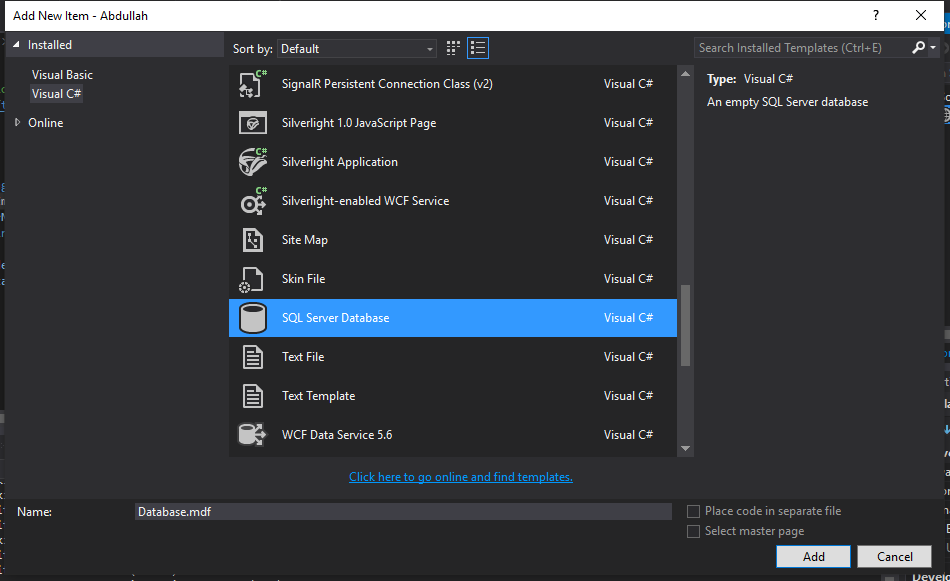 Add New Item - Abdullah
?
Installed
Visual Basic
Visual C#
Online
Sort by: Default
Search Installed Templates (Ctrl+E)
SignalR Persistent Connection Class (v2) Visual C#
Silverlight 1.0 JavaScript Page Visual C#
Silverlight Application Visual C#
Silverlight-enabled WCF Service Visual C#
Site Map Visual C#
Skin File Visual C#
SQL Server Database Visual C#
Text File Visual C#
Text Template Visual C#
WCF Data Service 5.6 Visual C#
Click here to go online and find templates.
Type: Visual C#
An empty SQL Server database
Name: Database.mdf
Place code in separate file
Select master page
Add
Cancel